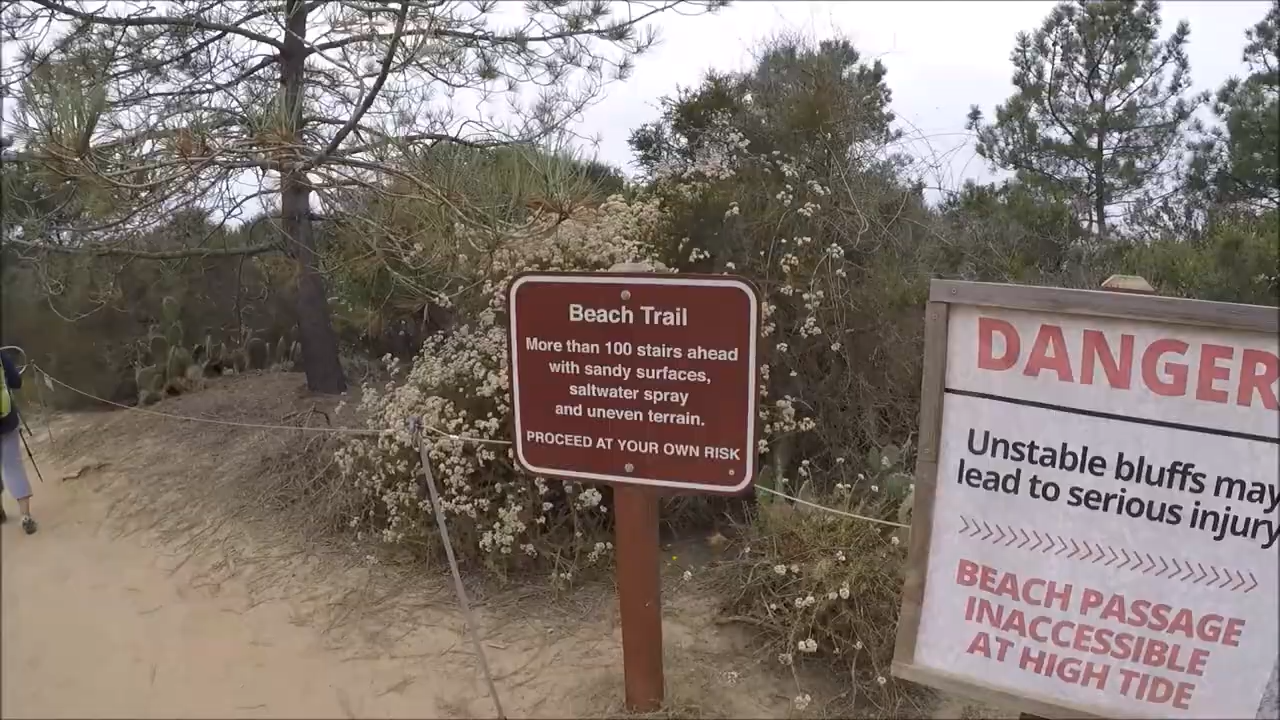 Beach Trail
More than 100 stairs ahead
with sandy surfaces,
saltwater spray
and uneven terrain.
PROCEED AT YOUR OWN RISK
DANGER
Unstable bluffs may
lead to serious injury
BEACH PASSAGE
INACCESSIBLE
AT HIGH TIDE